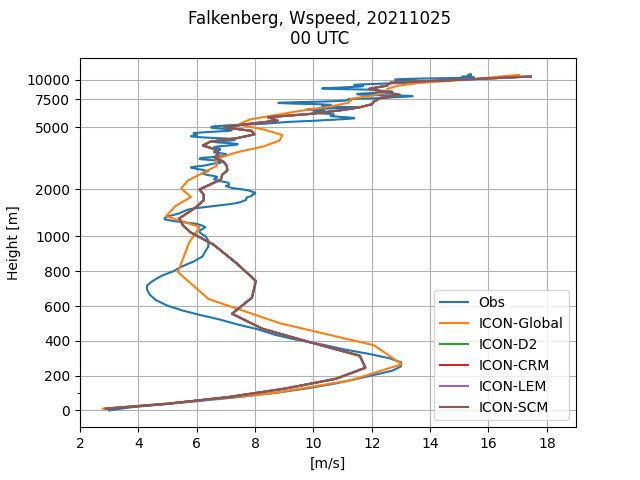 Falkenberg, Wspeed, 20211025
00 UTC
10000
7500
5000
2000
1000
800
600
400
200
0
Height [m]
Obs
ICON-Global
ICON-D2
ICON-CRM
ICON-LEM
ICON-SCM
2 4 6 8 10 12 14 16 18
[m/s]